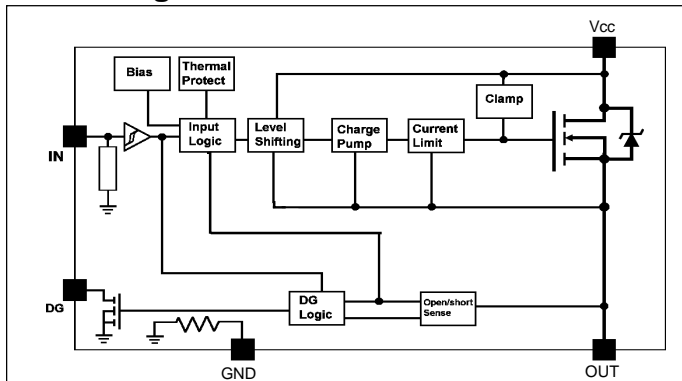 Vcc
Bias
Thermal
Protect
Clamp
IN
Input
Logic
Level
Shifting
Charge
Pump
Current
Limit
DG
DG
Logic
Open/short
Sense
GND
OUT